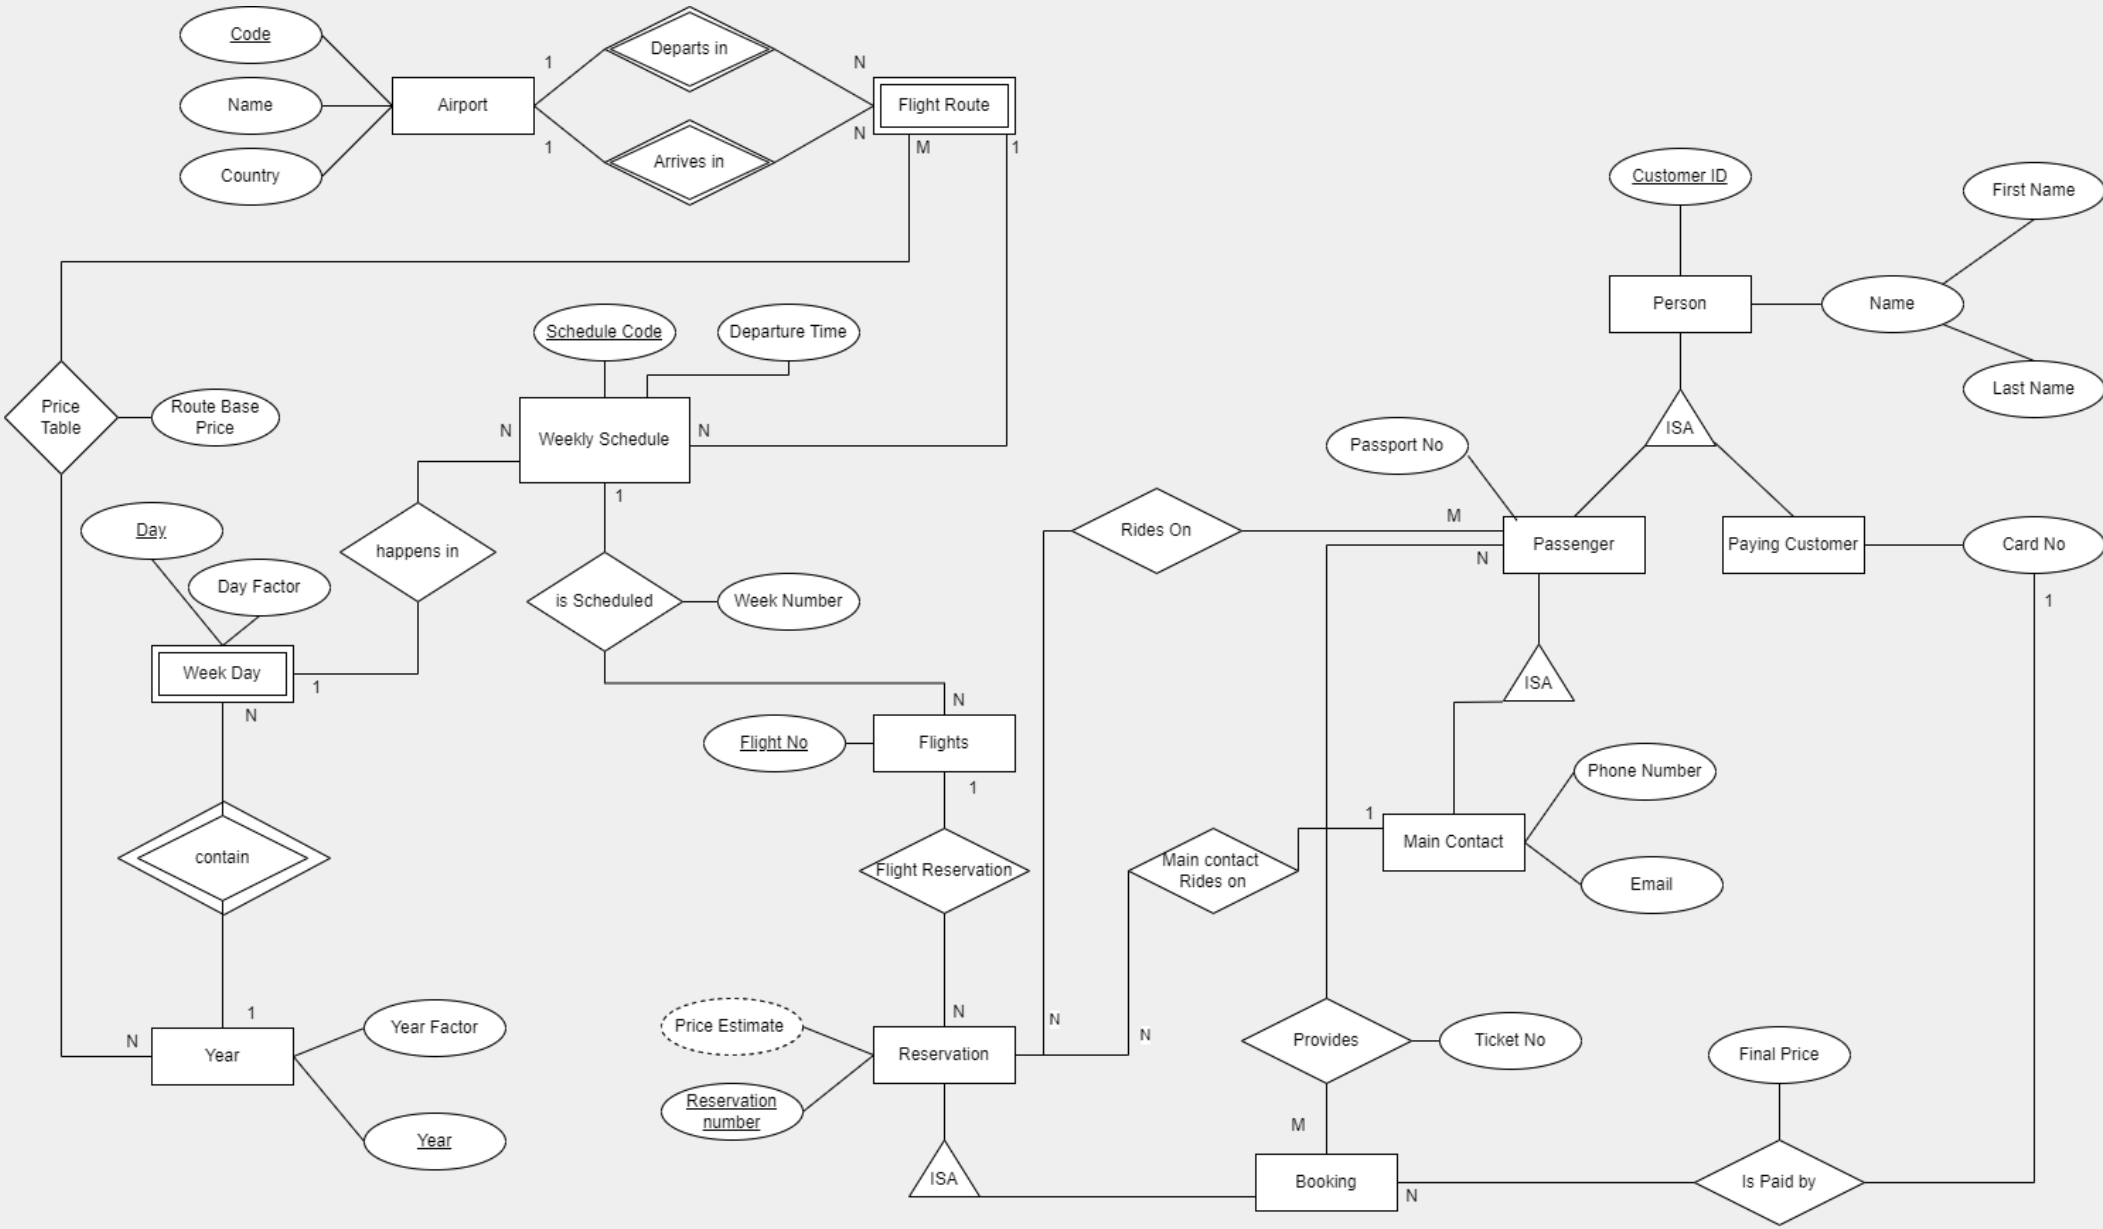 Code
Departs in
1
N
Name
Airport
Flight Route
N
1
M
1
Arrives in
Country
Customer ID
First Name
Person
Name
Schedule Code
Departure Time
Last Name
Route Base
Price
Price
Table
ISA
N
Weekly Schedule
N
Passport No
1
M
Day
Rides On
happens in
Passenger
Paying Customer
Card No
N
Day Factor
is Scheduled
Week Number
1
Week Day
1
ISA
N
N
Flight No
Flights
Phone Number
1
1
Main Contact
contain
Main contact
Rides on
Flight Reservation
Email
1
N
N
Year Factor
Price Estimate
N
N
Provides
Ticket No
Year
Reservation
Final Price
Reservation
number
M
Year
ISA
Booking
N
Is Paid by